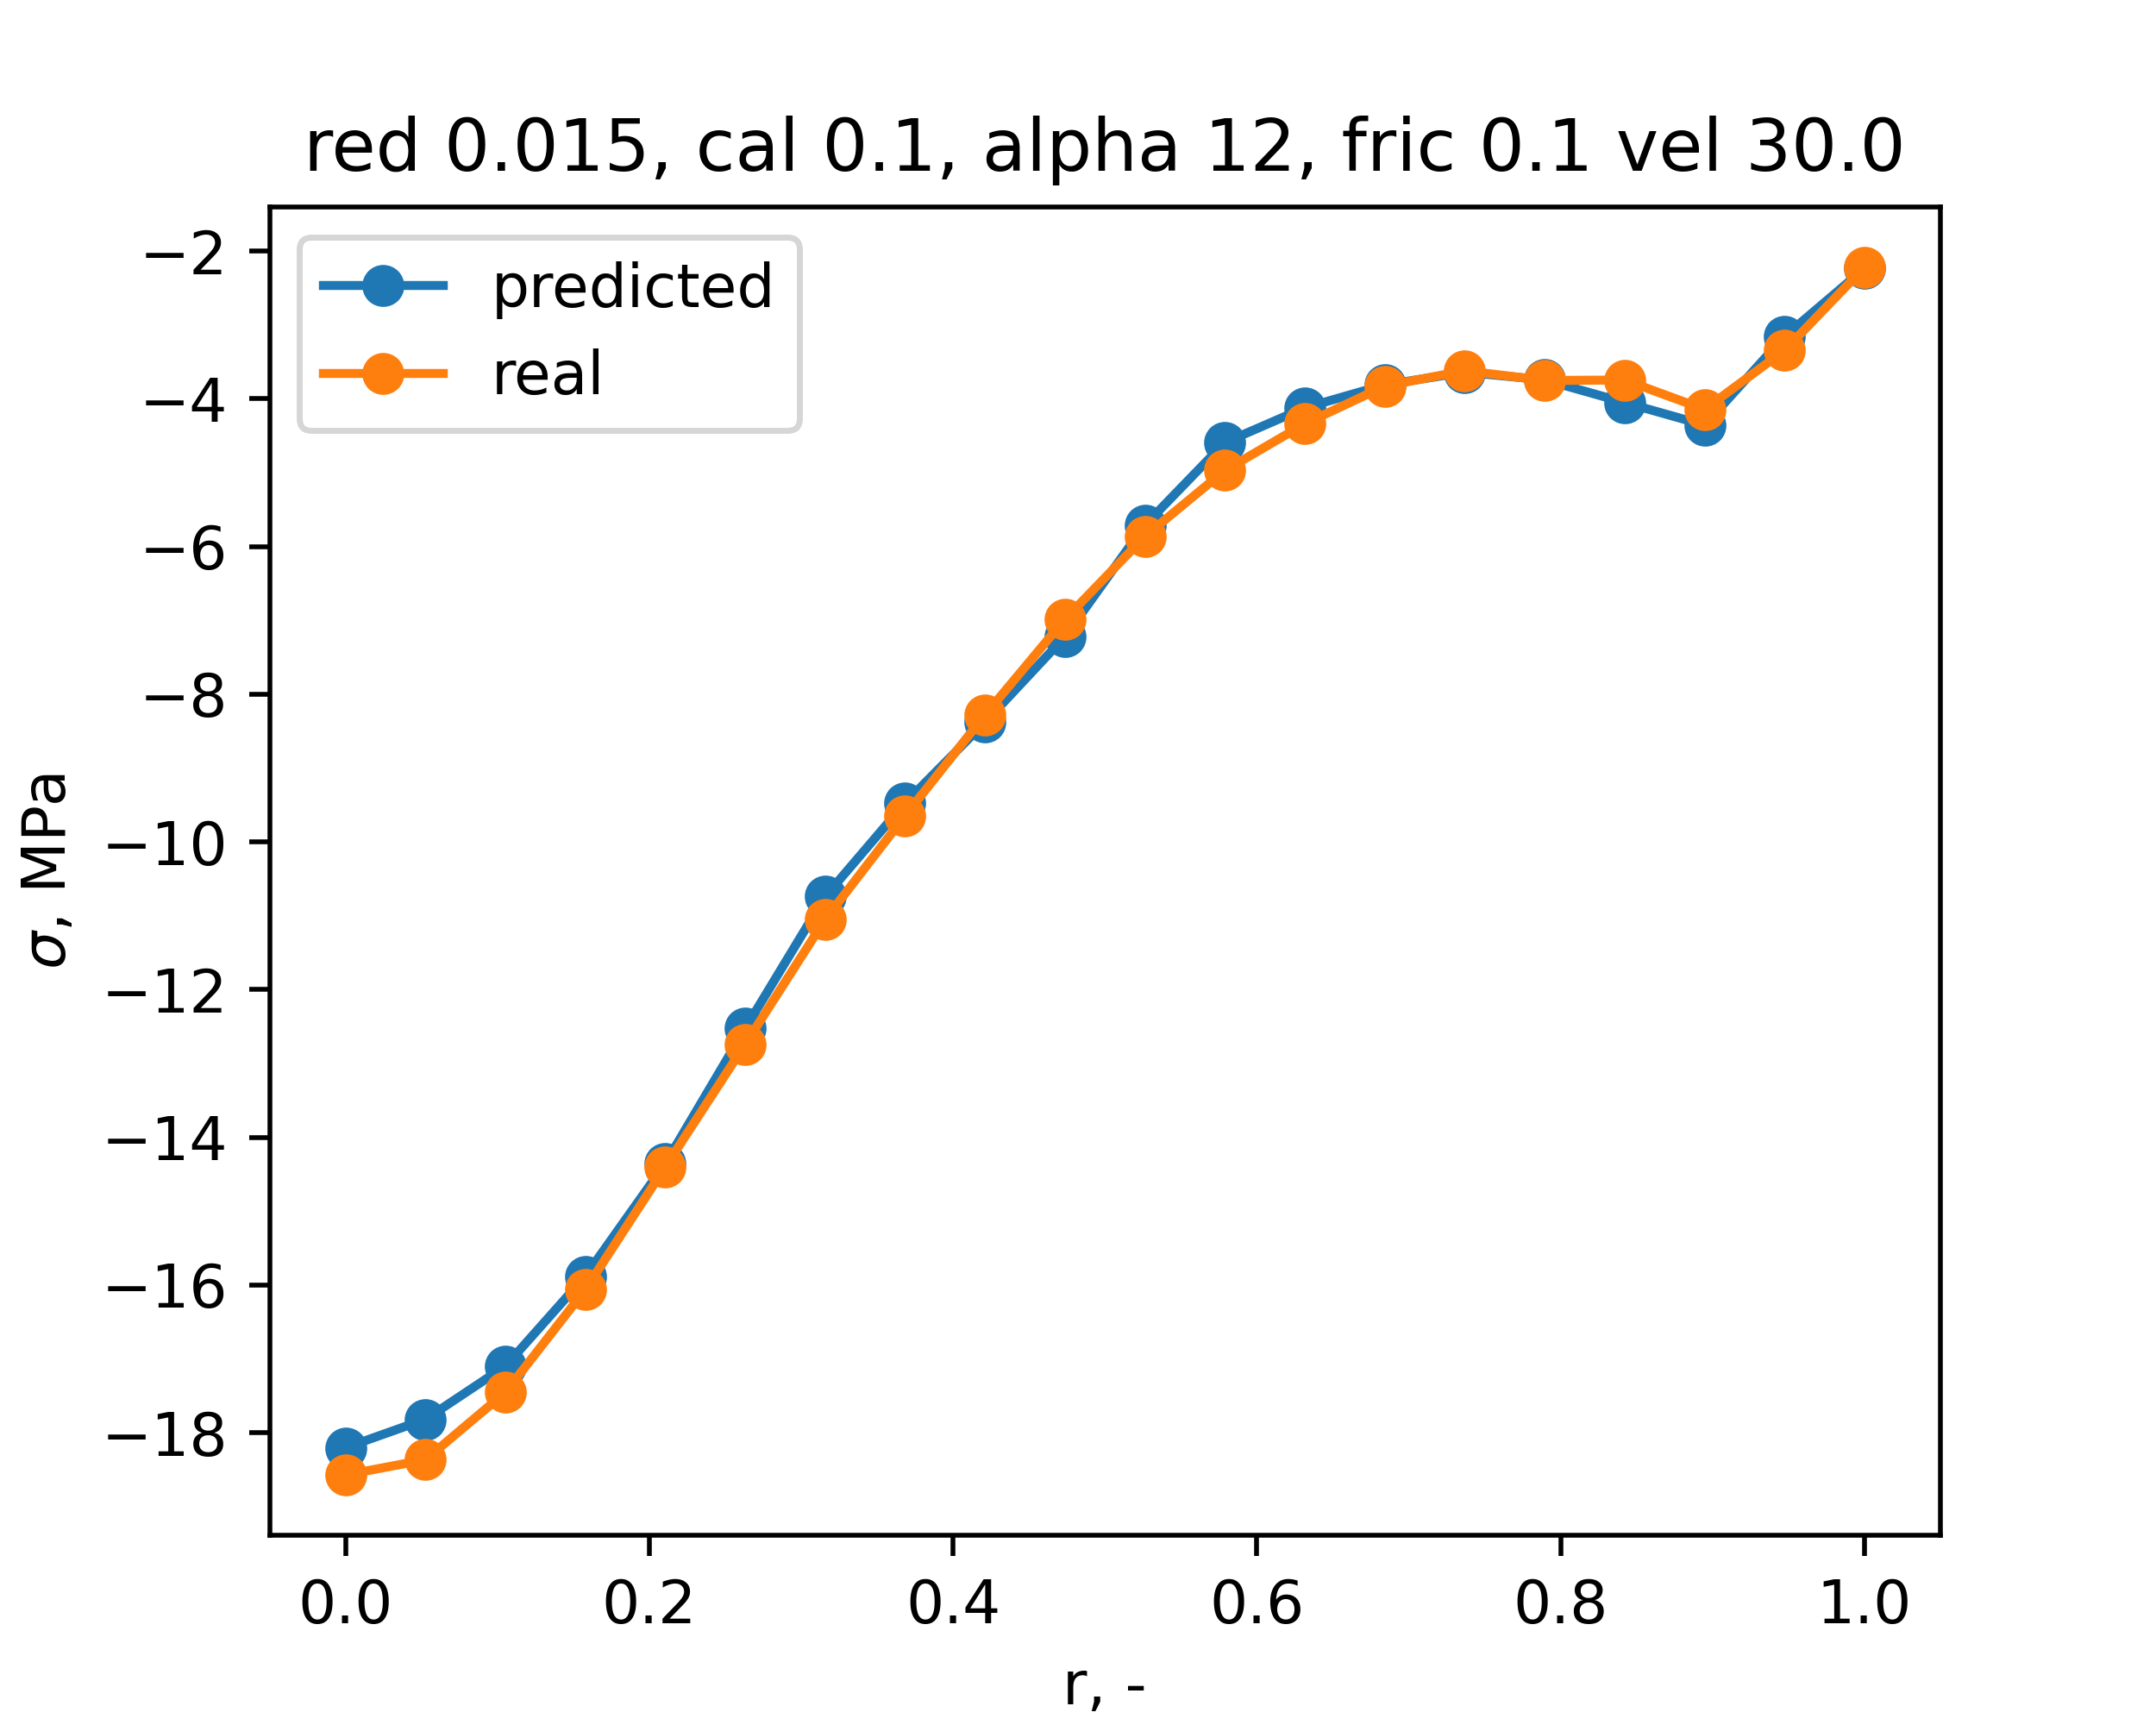 red 0.015, cal 0.1, alpha 12, fric 0.1 vel 30.0
predicted
real
−2
−4
−6
−8
−10
−12
−14
−16
−18
σ, MPa
0.0 0.2 0.4 0.6 0.8 1.0
r, -